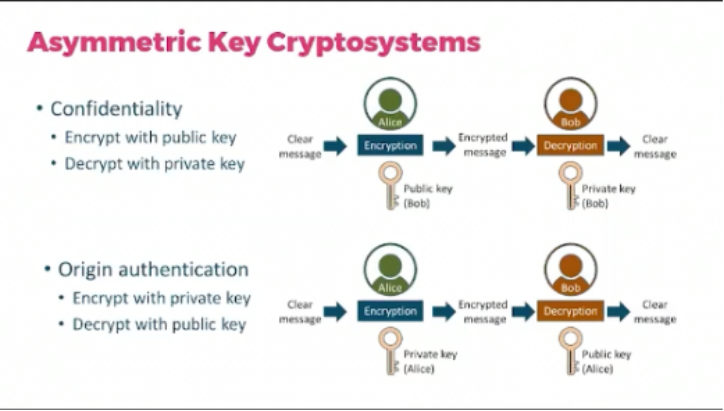 Asymmetric Key Cryptosystems
• Confidentiality
• Encrypt with public key
• Decrypt with private key
Clear
message
Alice
Encryption
Public key
(Bob)
Encrypted
message
Bob
Decryption
Private key
(Bob)
Clear
message
• Origin authentication
• Encrypt with private key
• Decrypt with public key
Clear
message
Alice
Encryption
Private key
(Alice)
Encrypted
message
Bob
Decryption
Public key
(Alice)
Clear
message